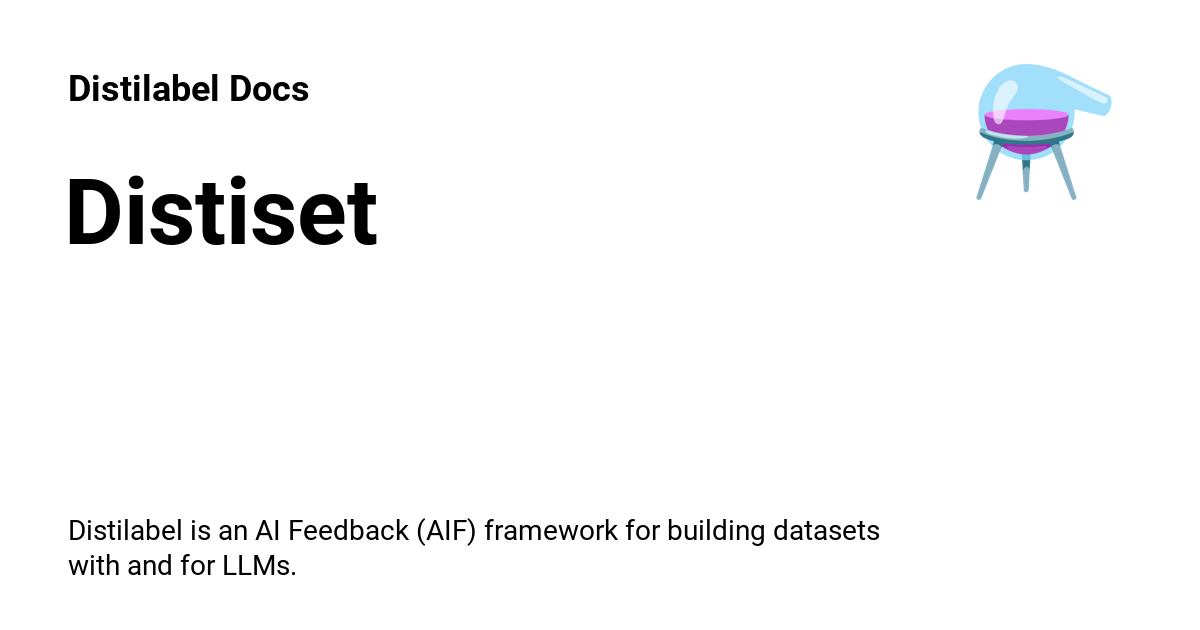 Distilabel Docs
Distiset
Distilabel is an AI Feedback (AIF) framework for building datasets
with and for LLMs.